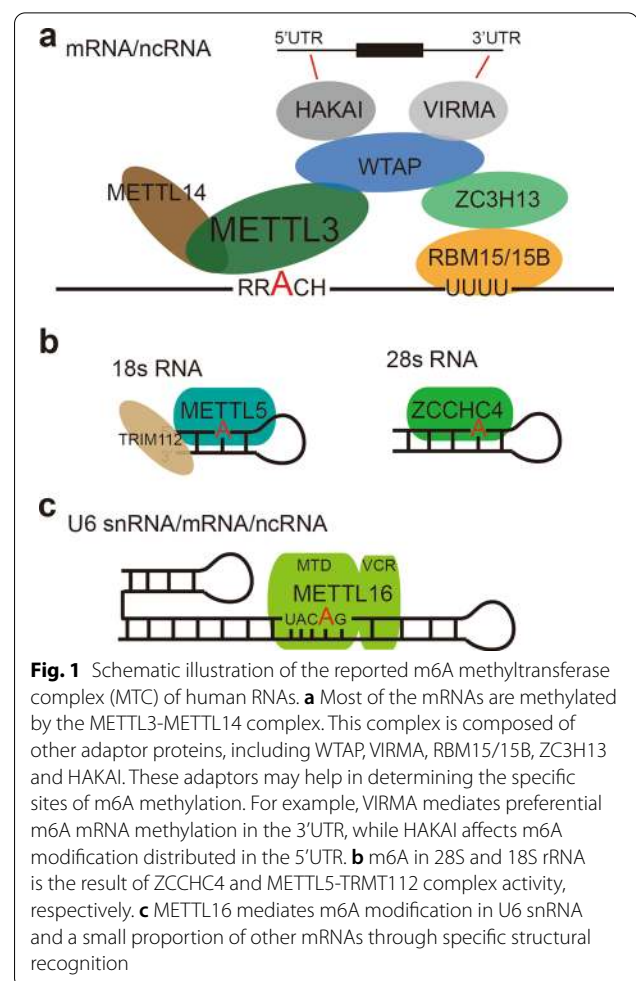 a mRNA/ncRNA
5'UTR 3'UTR
HAKAI VIRMA
WTAP
METTL14
ZC3H13
METTL3
RBM15/15B
RRACH UUUU
b
18s RNA 28s RNA
METTL5 ZCCHC4
A A
TRIM112
5'
3'
c
U6 snRNA/mRNA/ncRNA
MTD VCR
METTL16
UACAG
Fig. 1 Schematic illustration of the reported m6A methyltransferase
complex (MTC) of human RNAs. a Most of the mRNAs are methylated
by the METTL3-METTL14 complex. This complex is composed of
other adaptor proteins, including WTAP, VIRMA, RBM15/15B, ZC3H13
and HAKAI. These adaptors may help in determining the specific
sites of m6A methylation. For example, VIRMA mediates preferential
m6A mRNA methylation in the 3'UTR, while HAKAI affects m6A
modification distributed in the 5'UTR. b m6A in 28S and 18S rRNA
is the result of ZCCHC4 and METTL5-TRMT112 complex activity,
respectively. c METTL16 mediates m6A modification in U6 snRNA
and a small proportion of other mRNAs through specific structural
recognition